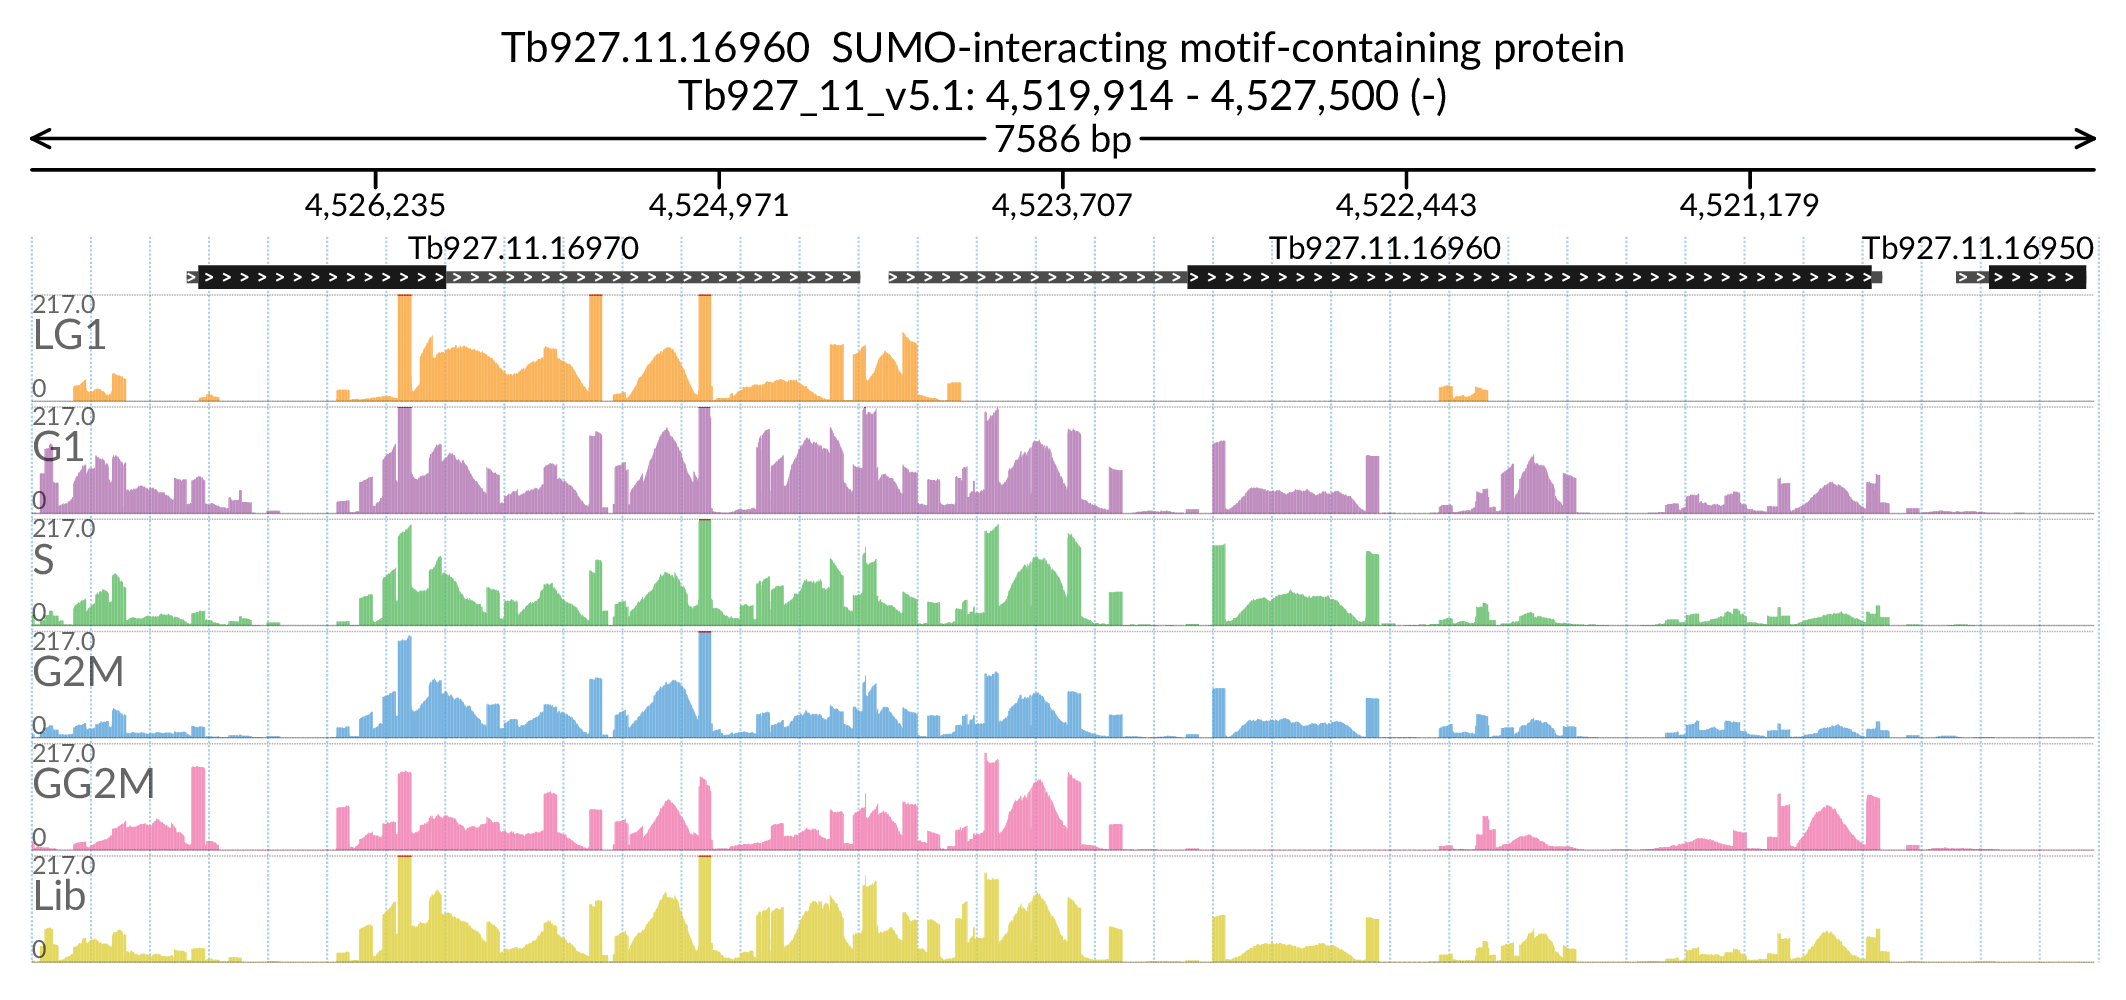 Tb927.11.16960 SUMO-interacting motif-containing protein
Tb927_11_v5.1: 4,519,914 - 4,527,500 (-)
7586 bp
4,526,235 4,524,971 4,523,707 4,522,443 4,521,179
Tb927.11.16970 Tb927.11.16960 Tb927.11.16950
217.0
LG1
0
217.0
G1
0
217.0
S
0
217.0
G2M
0
217.0
GG2M
0
217.0
Lib
0